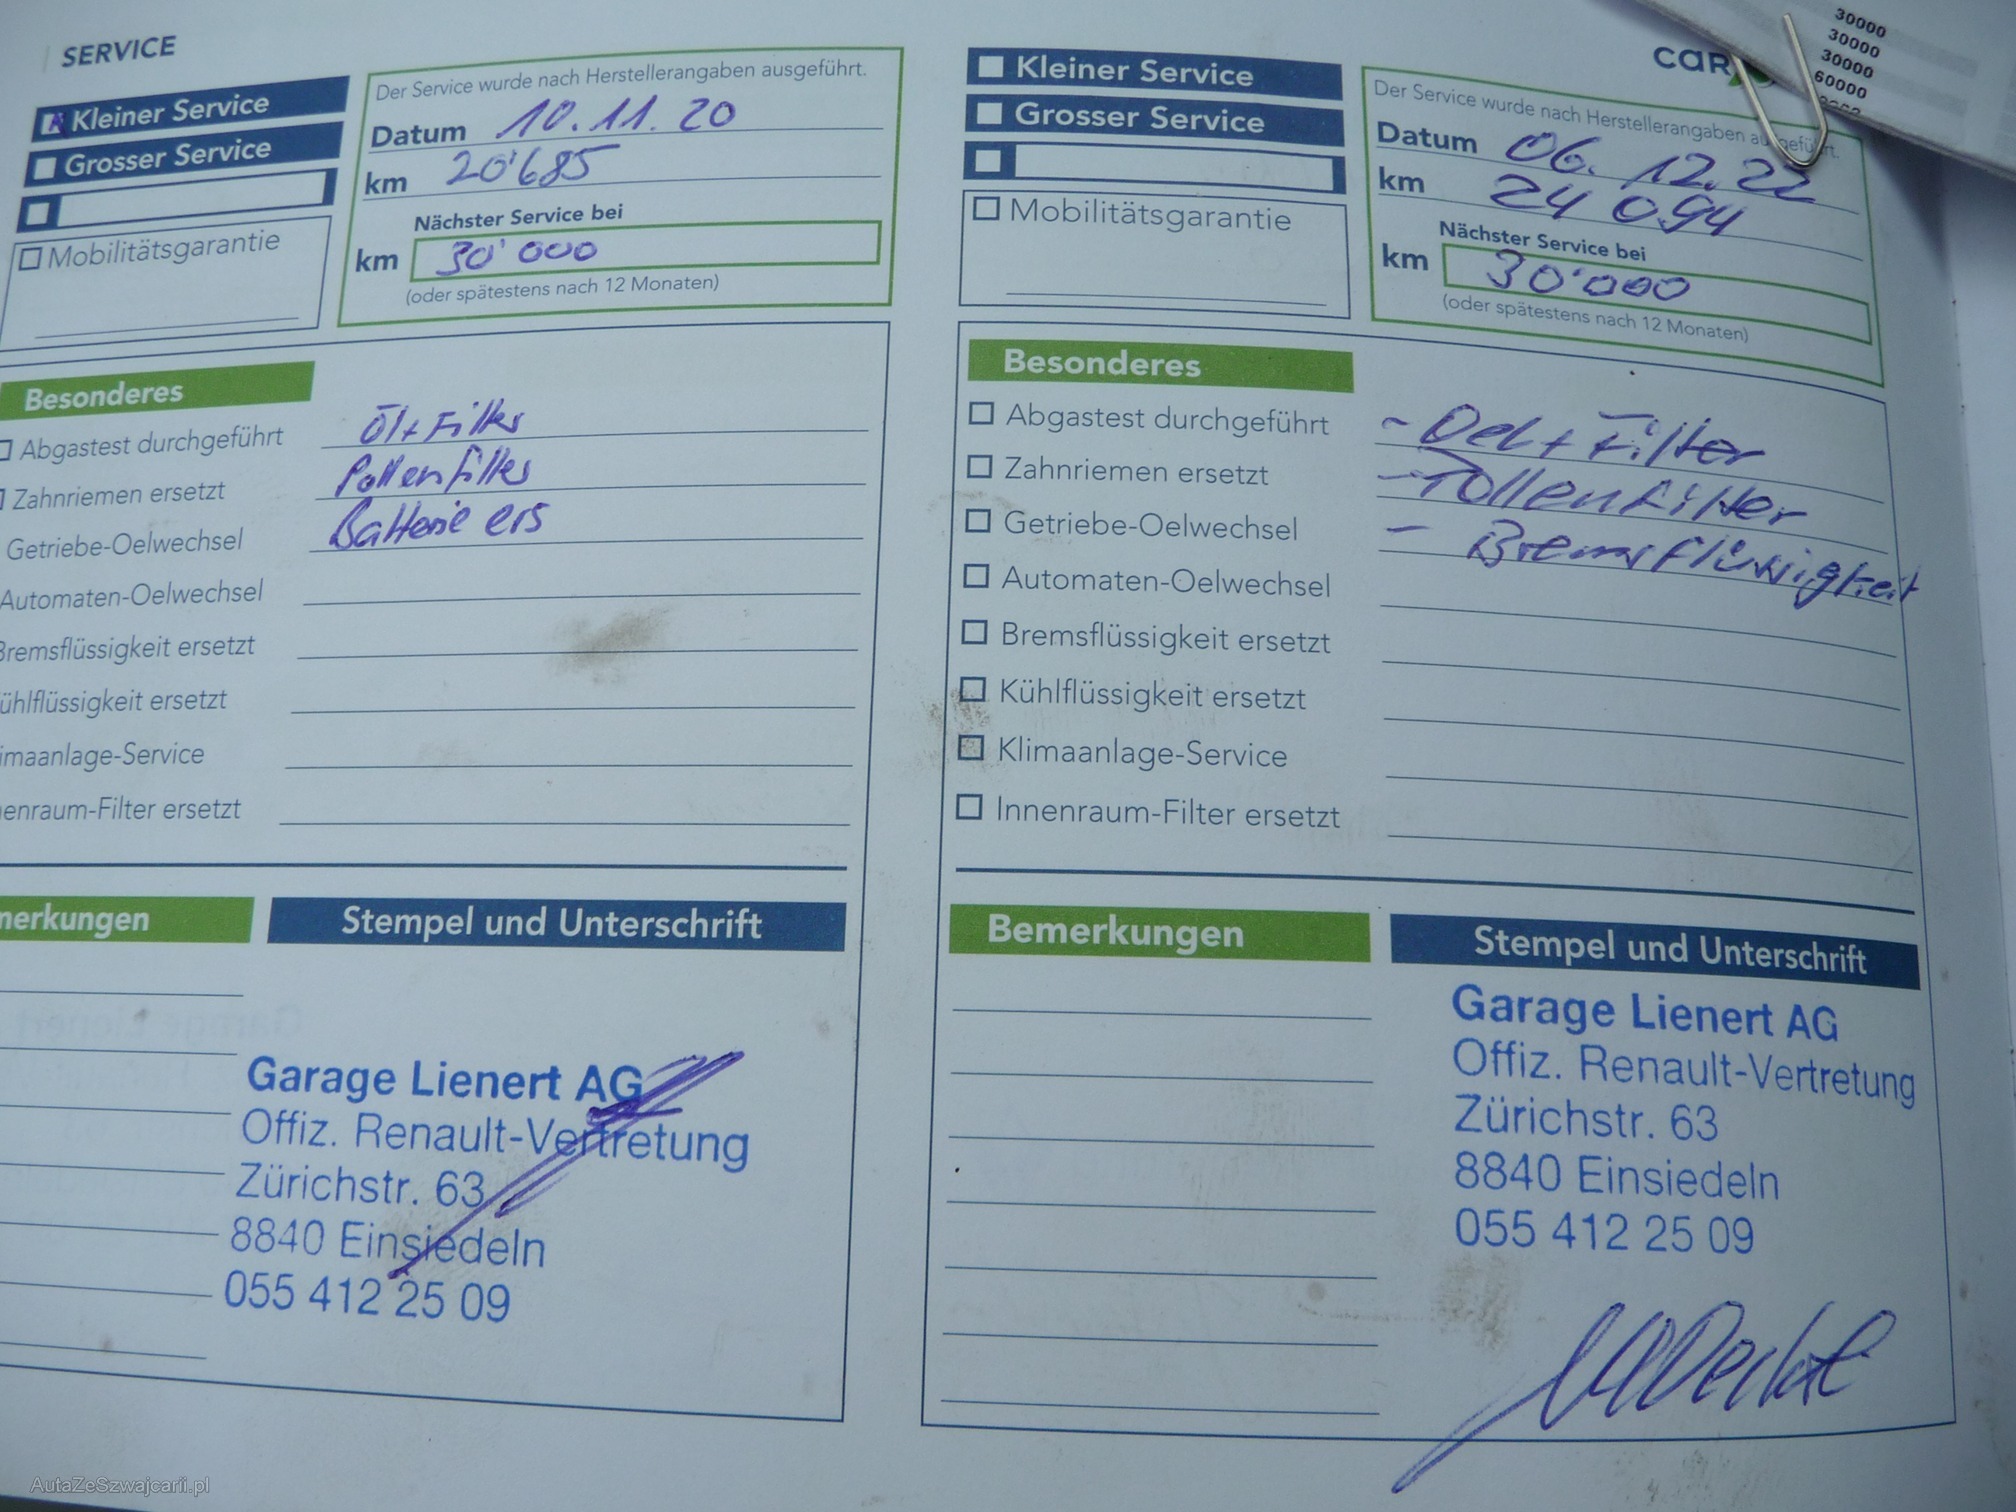 SERVICE
Kleiner Service
Grosser Service
Mobilitätsgarantie
Der Service wurde nach Herstellerangaben ausgeführt.
Datum 10.11.20
km 20'685
Nächster Service bei
km 30'000
(oder spätestens nach 12 Monaten)
Besonderes
Abgastest durchgeführt Öl+Filter
Zahnriemen ersetzt Pollenfilter
Getriebe-Oelwechsel Batterie ers
Automaten-Oelwechsel
Bremsflüssigkeit ersetzt
ühlflüssigkeit ersetzt
imaanlage-Service
enraum-Filter ersetzt
merkungen
Stempel und Unterschrift
Garage Lienert AG
Offiz. Renault-Vertretung
Zürichstr. 63
8840 Einsiedeln
055 412 25 09
Kleiner Service
Grosser Service
Mobilitätsgarantie
car
30000
30000
30000
60000
Der Service wurde nach Herstellerangaben ausgeführt.
Datum 06.12.22
km 24 094
Nächster Service bei
km 30'000
(oder spätestens nach 12 Monaten)
Besonderes
Abgastest durchgeführt - Oel + Filter
Zahnriemen ersetzt - Pollenfilter
Getriebe-Oelwechsel - Bremsflüssigkeit
Automaten-Oelwechsel
Bremsflüssigkeit ersetzt
Kühlflüssigkeit ersetzt
Klimaanlage-Service
Innenraum-Filter ersetzt
Bemerkungen
Stempel und Unterschrift
Garage Lienert AG
Offiz. Renault-Vertretung
Zürichstr. 63
8840 Einsiedeln
055 412 25 09
AutaZeSzwajcarii.pl